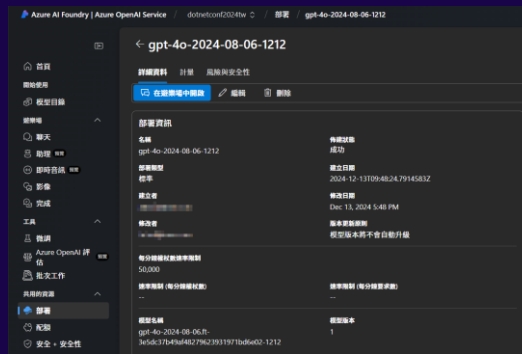 Azure AI Foundry | Azure OpenAI Service / dotnetconf2024tw / 部署 / gpt-4o-2024-08-06-1212
← gpt-4o-2024-08-06-1212
首頁
開始使用
模型目錄
遊樂場
聊天
助理 預覽
即時音訊 預覽
影像
完成
工具
微調
Azure OpenAI 評估 預覽
批次工作
共用的資源
部署
配額
安全 + 安全性
詳細資料 計量 風險與安全性
在遊樂場中開啟 編輯 刪除
部署資訊
名稱
gpt-4o-2024-08-06-1212
佈建狀態
成功
部署類型
標準
建立日期
2024-12-13T09:48:24.7914583Z
建立者
修改日期
Dec 13, 2024 5:48 PM
修改者
版本更新原則
模型版本將不會自動升級
每分鐘權杖數速率限制
50,000
速率限制 (每分鐘權杖數)
--
速率限制 (每分鐘要求數)
--
模型名稱
gpt-4o-2024-08-06.ft-
3e5dc37b49af48279623931971bd6e02-1212
模型版本
1